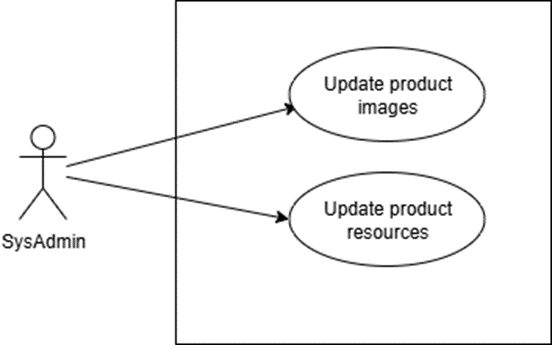 Update product
images
SysAdmin
Update product
resources